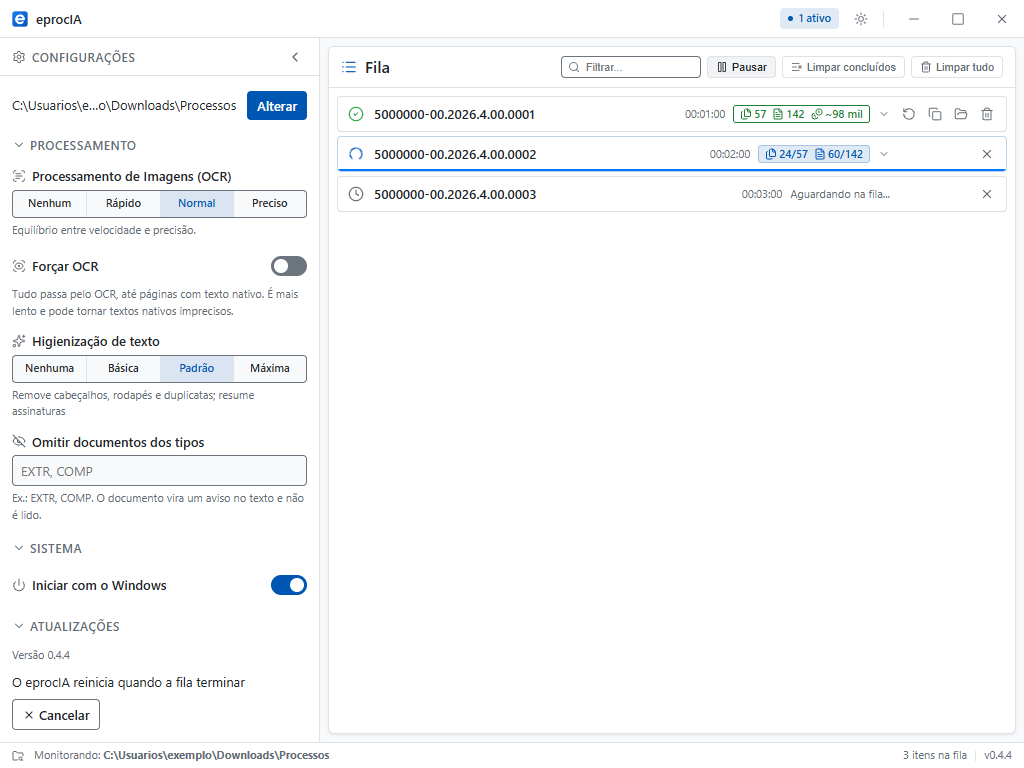 eprocIA
1 ativo
CONFIGURAÇÕES
C:\Usuarios\e...o\Downloads\Processos
Alterar
PROCESSAMENTO
Processamento de Imagens (OCR)
Nenhum Rápido Normal Preciso
Equilíbrio entre velocidade e precisão.
Forçar OCR
Tudo passa pelo OCR, até páginas com texto nativo. É mais
lento e pode tornar textos nativos imprecisos.
Higienização de texto
Nenhuma Básica Padrão Máxima
Remove cabeçalhos, rodapés e duplicatas; resume
assinaturas
Omitir documentos dos tipos
EXTR, COMP
Ex.: EXTR, COMP. O documento vira um aviso no texto e não
é lido.
SISTEMA
Iniciar com o Windows
ATUALIZAÇÕES
Versão 0.4.4
O eprocIA reinicia quando a fila terminar
Cancelar
Fila
Filtrar...
Pausar
Limpar concluídos
Limpar tudo
5000000-00.2026.4.00.0001 00:01:00 57 142 ~98 mil
5000000-00.2026.4.00.0002 00:02:00 24/57 60/142
5000000-00.2026.4.00.0003 00:03:00 Aguardando na fila...
Monitorando: C:\Usuarios\exemplo\Downloads\Processos
3 itens na fila
v0.4.4